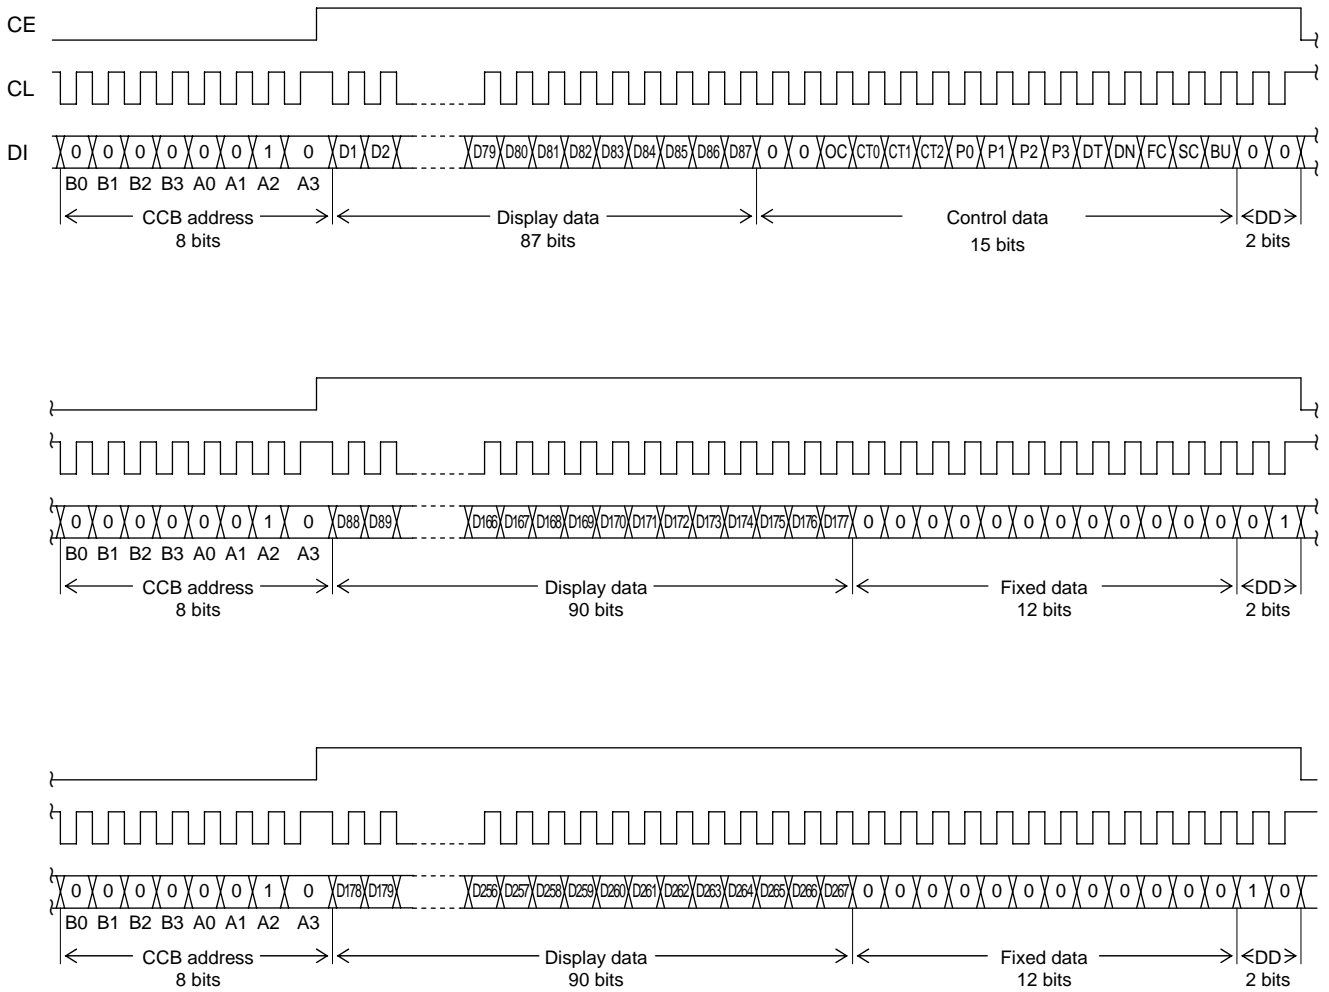 CE
CL
DI 0 0 0 0 0 0 1 0 D1 D2 D79 D80 D81 D82 D83 D84 D85 D86 D87 0 0 OC CT0 CT1 CT2 P0 P1 P2 P3 DT DN FC SC BU 0 0
B0 B1 B2 B3 A0 A1 A2 A3
CCB address Display data Control data DD
8 bits 87 bits 15 bits 2 bits
0 0 0 0 0 0 1 0 D88 D89 D166 D167 D168 D169 D170 D171 D172 D173 D174 D175 D176 D177 0 0 0 0 0 0 0 0 0 0 0 0 0 1
B0 B1 B2 B3 A0 A1 A2 A3
CCB address Display data Fixed data DD
8 bits 90 bits 12 bits 2 bits
0 0 0 0 0 0 1 0 D178 D179 D256 D257 D258 D259 D260 D261 D262 D263 D264 D265 D266 D267 0 0 0 0 0 0 0 0 0 0 0 0 1 0
B0 B1 B2 B3 A0 A1 A2 A3
CCB address Display data Fixed data DD
8 bits 90 bits 12 bits 2 bits